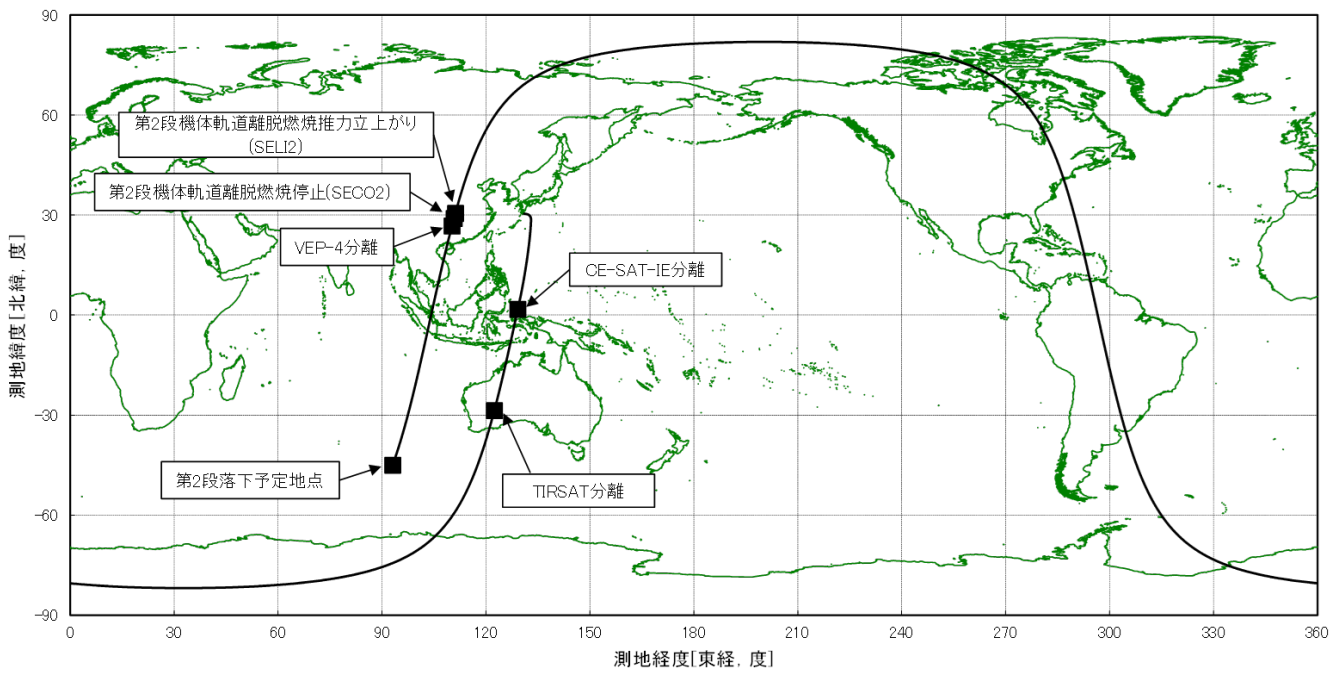 90
60
30
0
-30
-60
-90
測地緯度[北緯, 度]
第2段機体軌道離脱燃焼推力立上がり
(SELI2)
第2段機体軌道離脱燃焼停止(SECO2)
VEP-4分離
CE-SAT-IE分離
第2段落下予定地点
TIRSAT分離
0 30 60 90 120 150 180 210 240 270 300 330 360
測地経度[東経, 度]